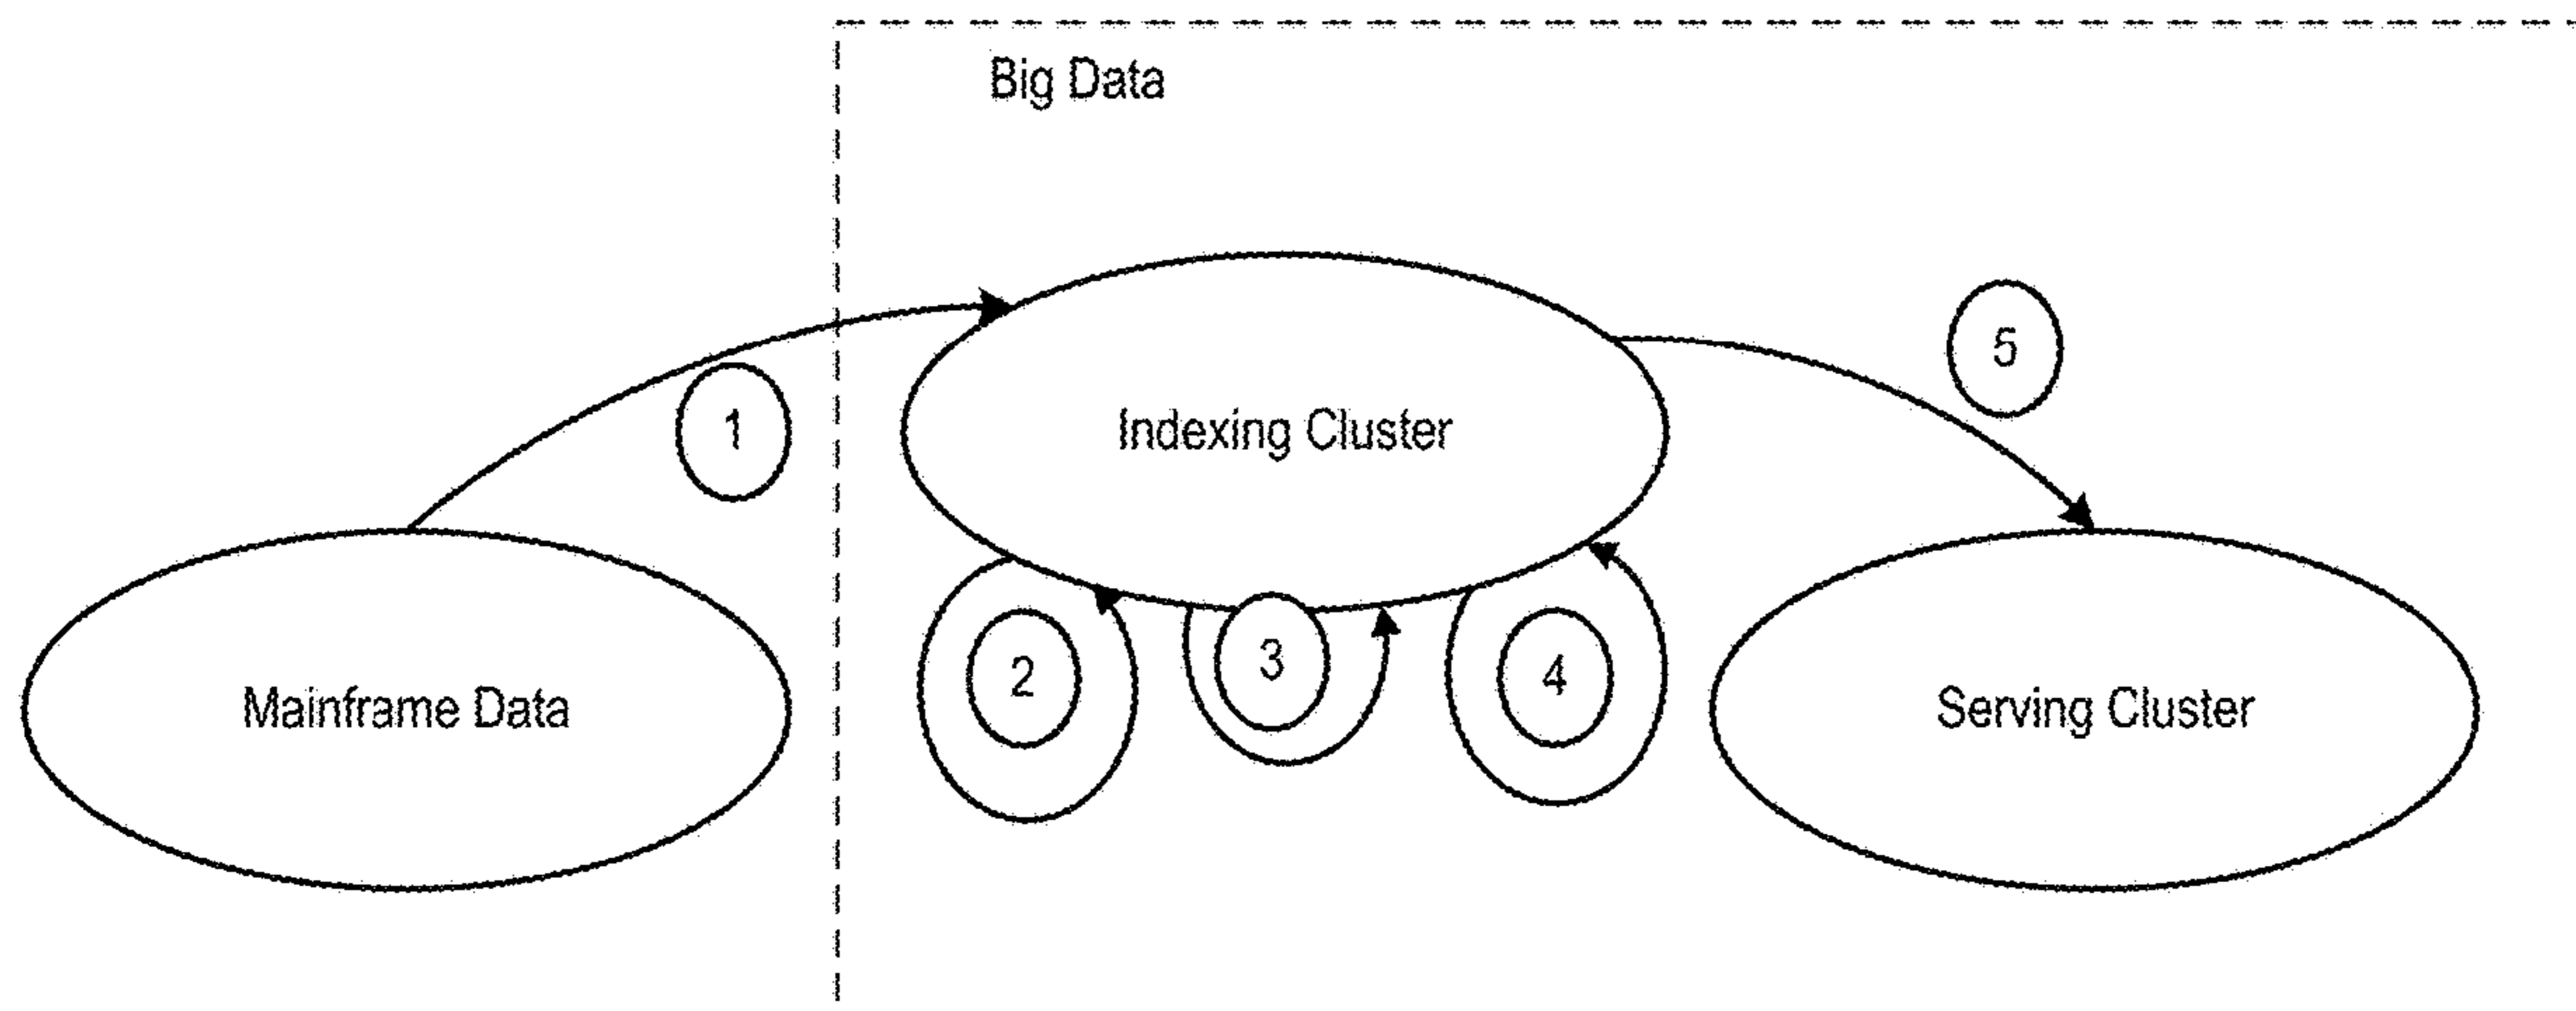 Big Data
5
1
Indexing Cluster
2
3
4
Mainframe Data
Serving Cluster